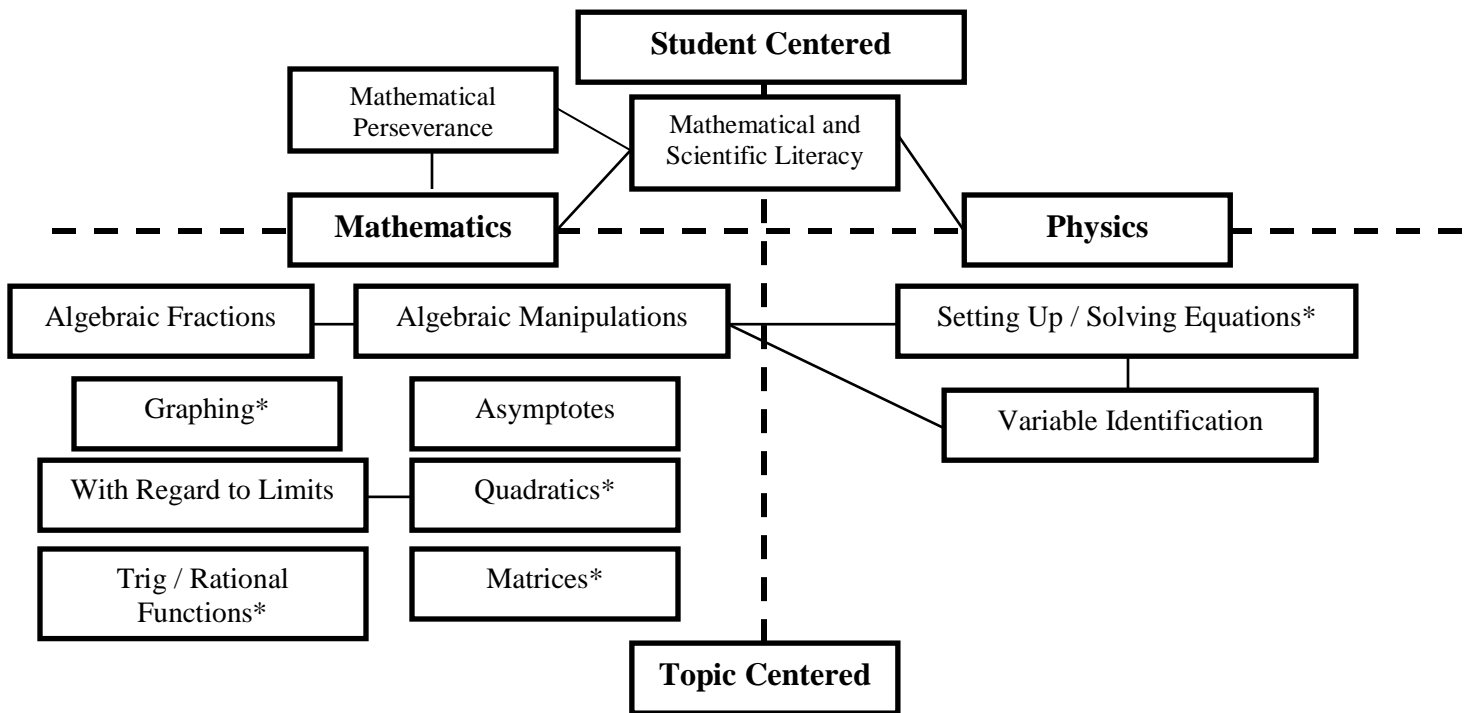 Student Centered
Mathematical
Perseverance
Mathematical and
Scientific Literacy
Mathematics
Physics
Algebraic Fractions
Algebraic Manipulations
Setting Up / Solving Equations*
Graphing*
Asymptotes
Variable Identification
With Regard to Limits
Quadratics*
Trig / Rational
Functions*
Matrices*
Topic Centered